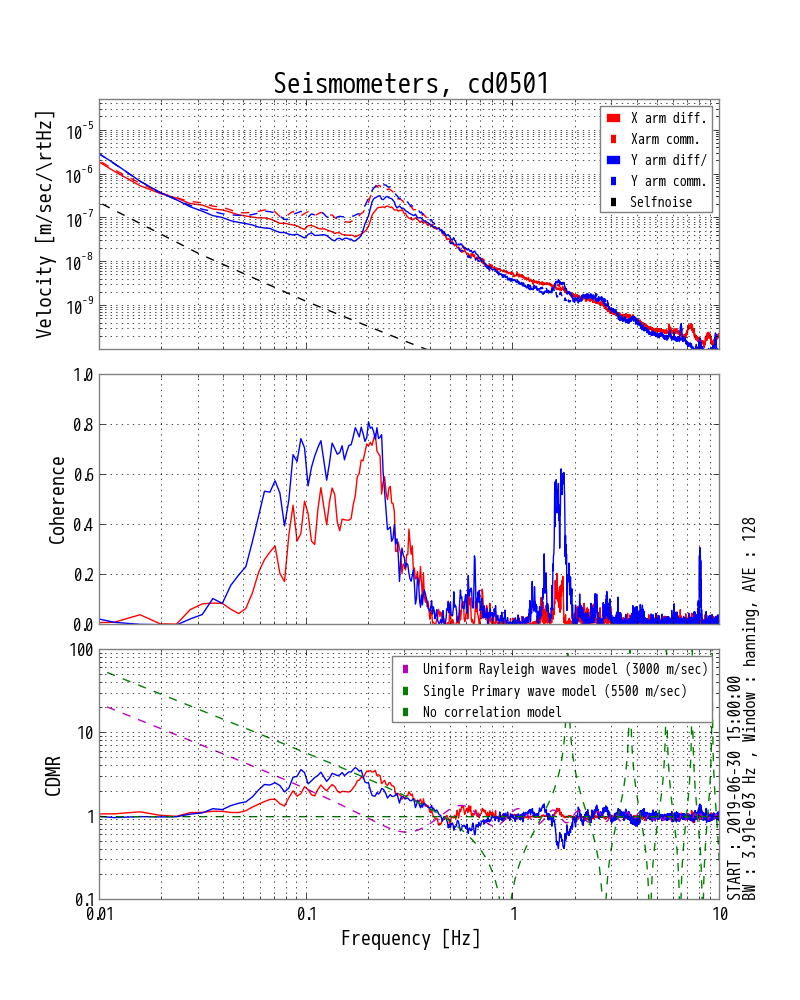 Seismometers, cd0501
Velocity [m/sec/\rtHz]
10^-5
10^-6
10^-7
10^-8
10^-9
X arm diff.
Xarm comm.
Y arm diff/
Y arm comm.
Selfnoise
Coherence
1.0
0.8
0.6
0.4
0.2
0.0
CDMR
100
10
1
0.1
Uniform Rayleigh waves model (3000 m/sec)
Single Primary wave model (5500 m/sec)
No correlation model
0.01 0.1 1 10
Frequency [Hz]
START : 2019-06-30 15:00:00
BW : 3.91e-03 Hz , Window : hanning, AVE : 128